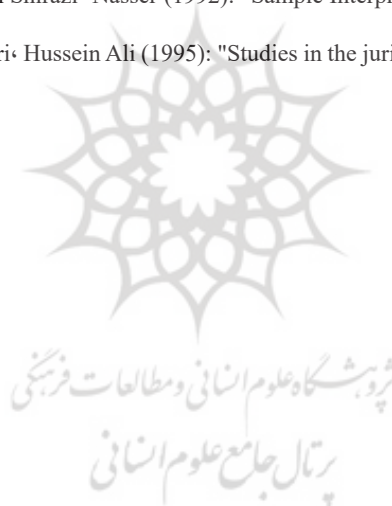 Shirazi Nasser (1992): "Sample Interpr
ri، Hussein Ali (1995): "Studies in the juri
پژوهشگاه علوم انسانی و مطالعات فرهنگی
پرتال جامع علوم انسانی